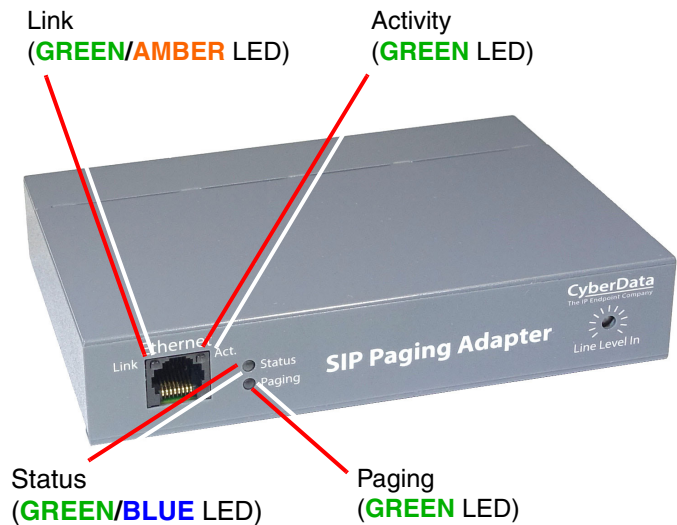 Link
(GREEN/AMBER LED)
Activity
(GREEN LED)
CyberData
The IP Endpoint Company
Ethernet
Link
Act.
Status
Paging
SIP Paging Adapter
Line Level In
Status
(GREEN/BLUE LED)
Paging
(GREEN LED)